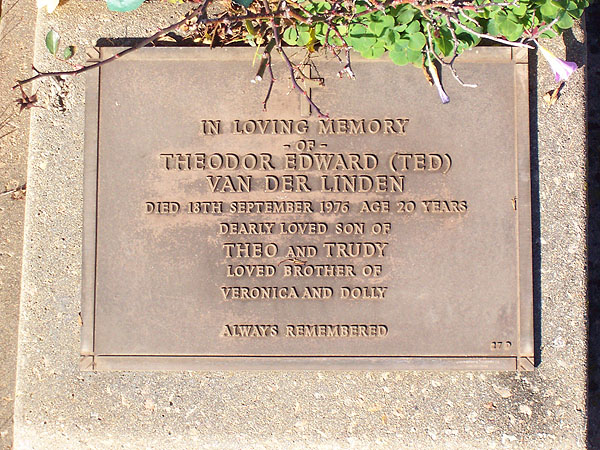 IN LOVING MEMORY
- OF -
THEODOR EDWARD (TED)
VAN DER LINDEN
DIED 18TH SEPTEMBER 1976 AGE 20 YEARS
DEARLY LOVED SON OF
THEO AND TRUDY
LOVED BROTHER OF
VERONICA AND DOLLY
ALWAYS REMEMBERED
27 D